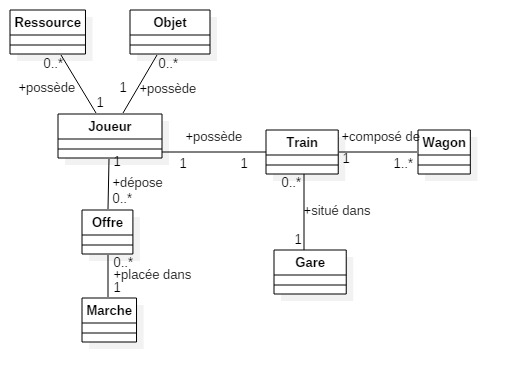 Ressource
Objet
0..*
0..*
+possède
1
+possède
1
Joueur
+possède
Train
+composé de
Wagon
1
1
1
1
1..*
+dépose
0..*
0..*
+situé dans
Offre
1
0..*
Gare
+placée dans
1
Marche